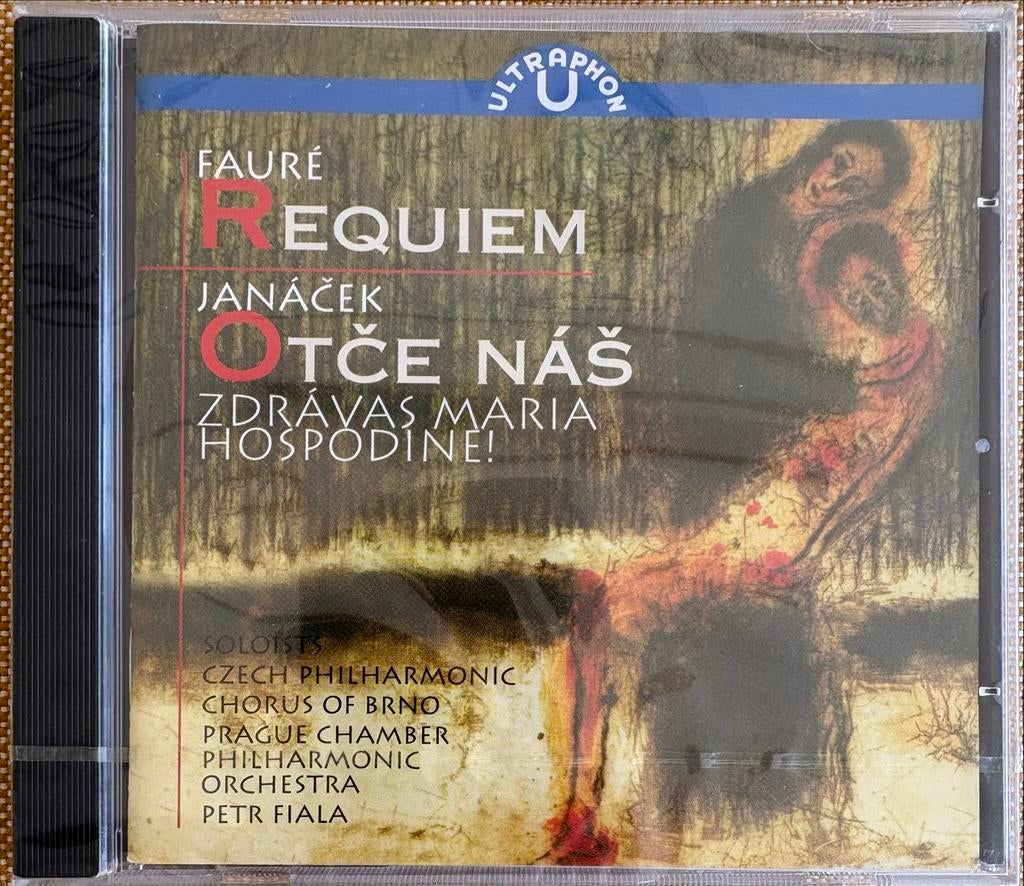 ULTRAPHON
U
FAURÉ
REQUIEM
JANÁČEK
OTČE NÁŠ
ZDRÁVAS MARIA
HOSPODINE!
SOLOISTS
CZECH PHILHARMONIC
CHORUS OF BRNO
PRAGUE CHAMBER
PHILHARMONIC
ORCHESTRA
PETR FIALA